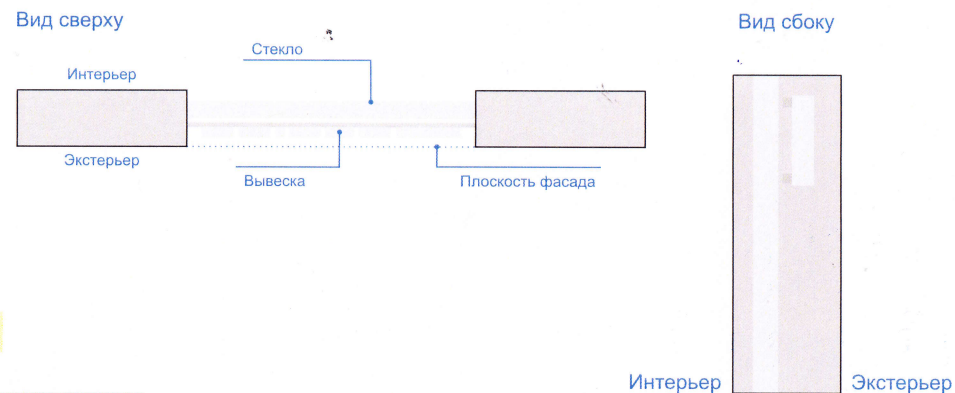 Вид сверху
Вид сбоку
Стекло
Интерьер
Экстерьер
Вывеска
Плоскость фасада
Интерьер
Экстерьер